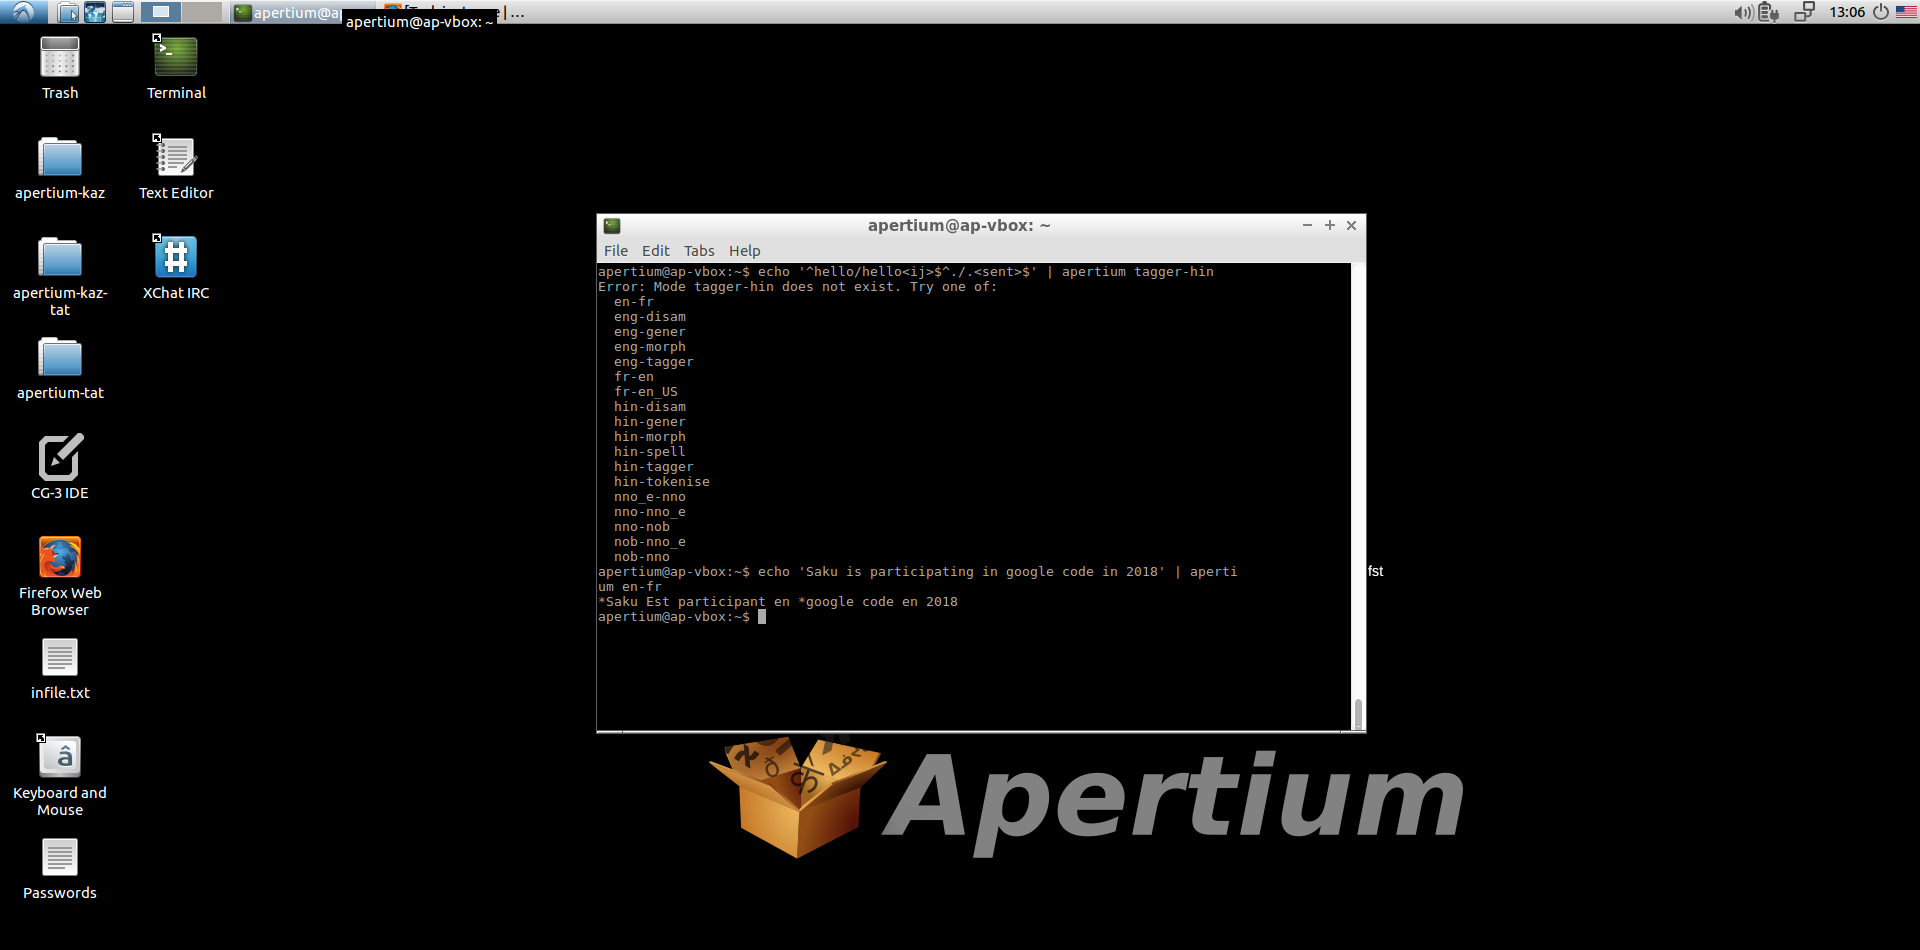 apertium@ap
...
apertium@ap-vbox: ~
13:06
Trash
Terminal
apertium-kaz
Text Editor
apertium-kaz-
tat
XChat IRC
apertium-tat
CG-3 IDE
Firefox Web
Browser
infile.txt
Keyboard and
Mouse
Passwords
apertium@ap-vbox: ~
File Edit Tabs Help
apertium@ap-vbox:~$ echo '^hello/hello<ij>$^./.<sent>$' | apertium tagger-hin
Error: Mode tagger-hin does not exist. Try one of:
en-fr
eng-disam
eng-gener
eng-morph
eng-tagger
fr-en
fr-en_US
hin-disam
hin-gener
hin-morph
hin-spell
hin-tagger
hin-tokenise
nno_e-nno
nno-nno_e
nno-nob
nob-nno_e
nob-nno
apertium@ap-vbox:~$ echo 'Saku is participating in google code in 2018' | aperti
um en-fr
*Saku Est participant en *google code en 2018
apertium@ap-vbox:~$
fst
Apertium